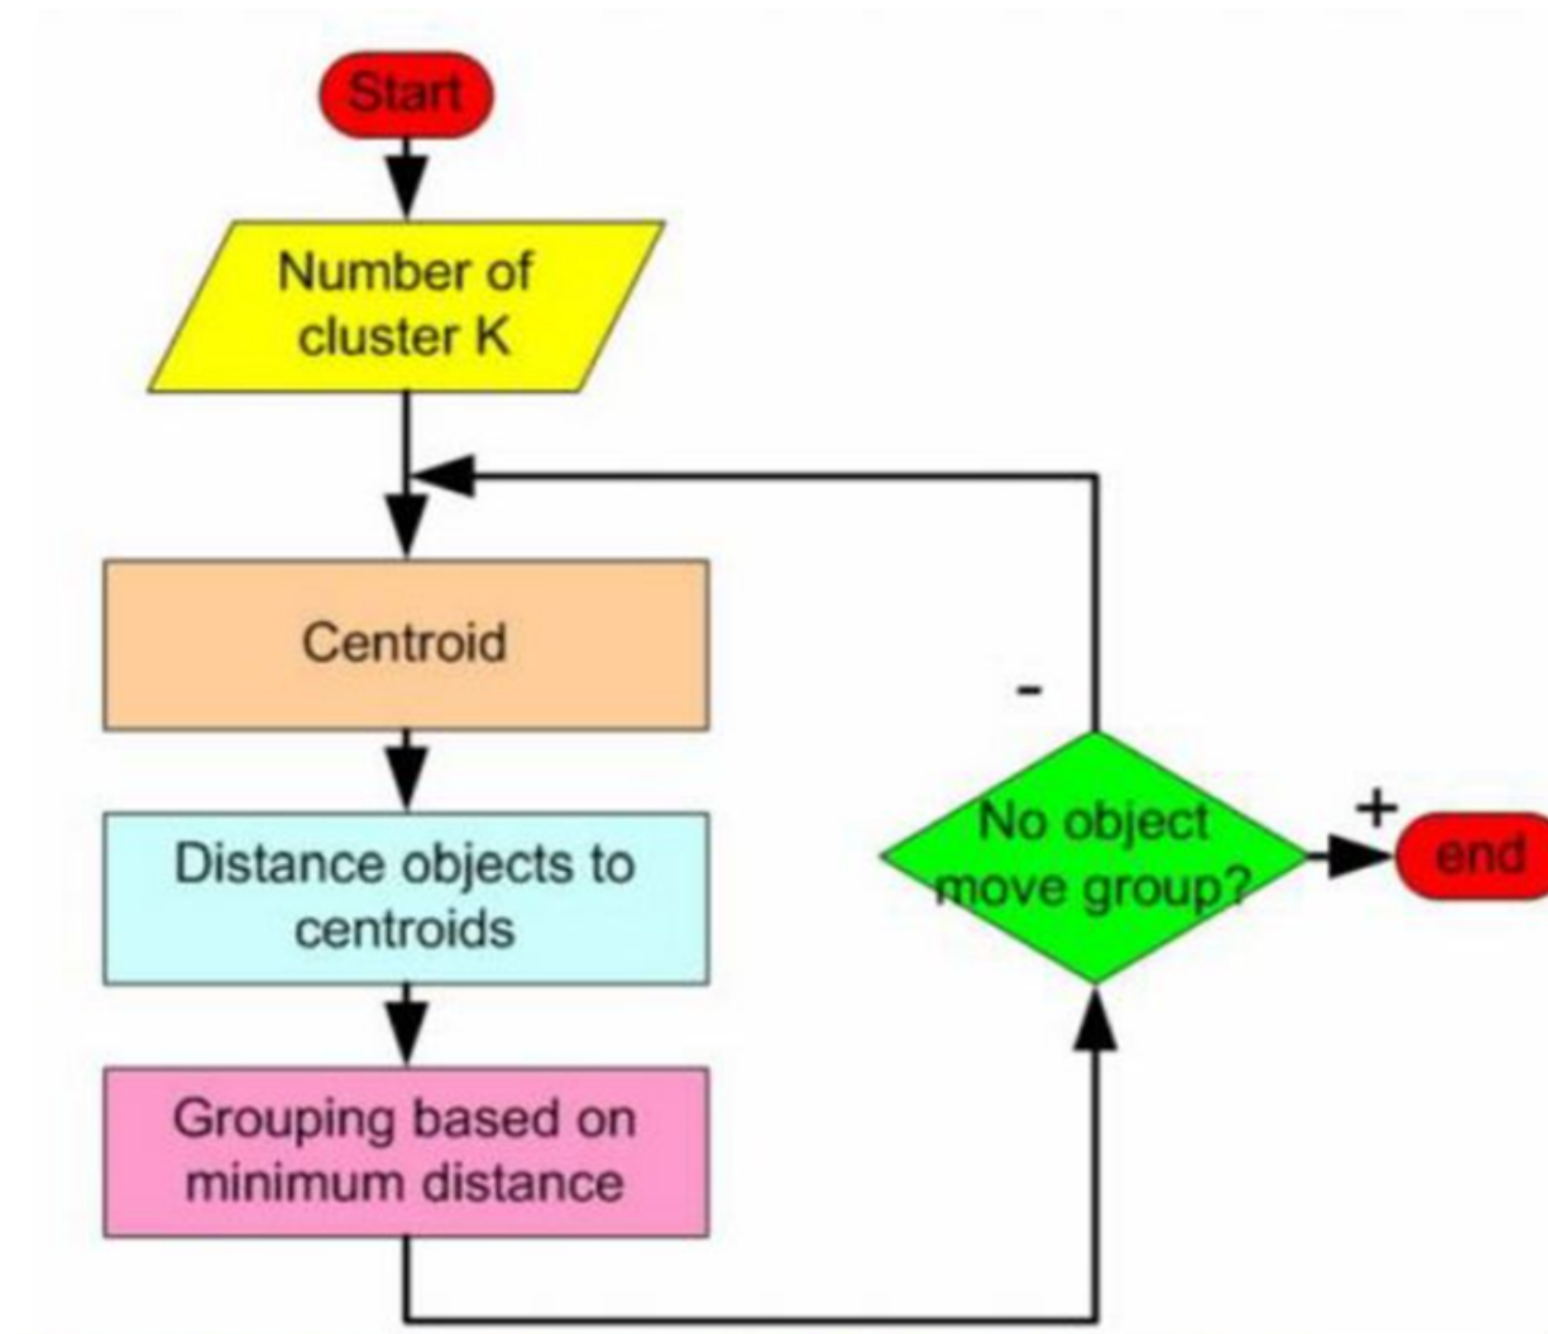 Start
Number of
cluster K
Centroid
Distance objects to
centroids
Grouping based on
minimum distance
-
No object
move group?
+
end